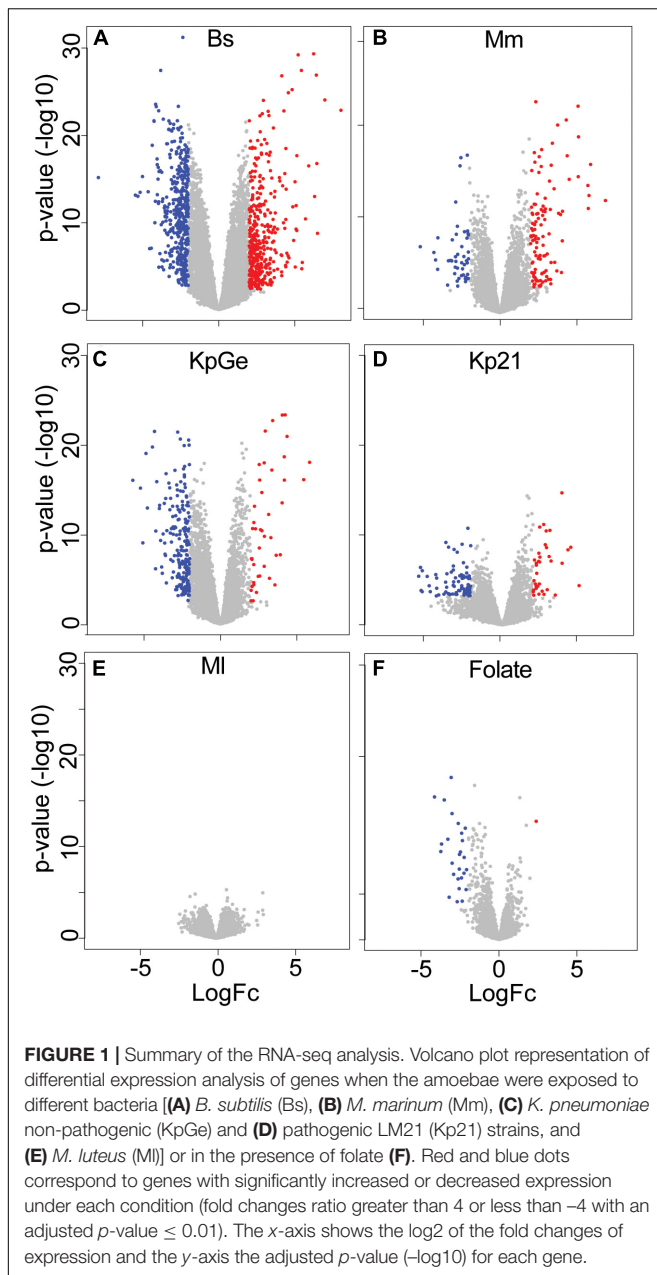 A Bs
B Mm
30
20
10
0
p-value (-log10)
-5 0 5
C KpGe
D Kp21
30
20
10
0
p-value (-log10)
E Ml
F Folate
30
20
10
0
p-value (-log10)
-5 0 5
-5 0 5
LogFc
LogFc
FIGURE 1 | Summary of the RNA-seq analysis. Volcano plot representation of
differential expression analysis of genes when the amoebae were exposed to
different bacteria [(A) B. subtilis (Bs), (B) M. marinum (Mm), (C) K. pneumoniae
non-pathogenic (KpGe) and (D) pathogenic LM21 (Kp21) strains, and
(E) M. luteus (Ml)] or in the presence of folate (F). Red and blue dots
correspond to genes with significantly increased or decreased expression
under each condition (fold changes ratio greater than 4 or less than –4 with an
adjusted p-value ≤ 0.01). The x-axis shows the log2 of the fold changes of
expression and the y-axis the adjusted p-value (–log10) for each gene.